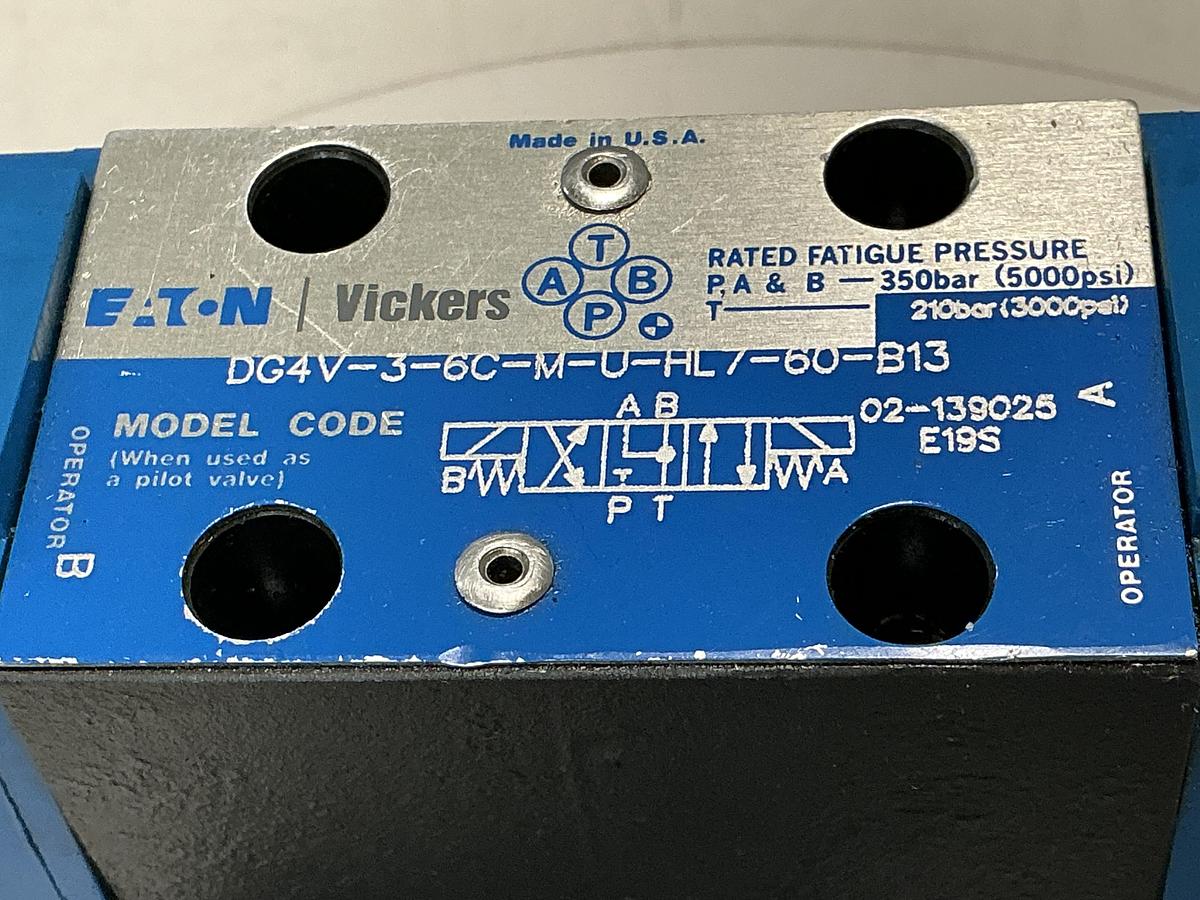 Made in U.S.A.
T
A B
P
RATED FATIGUE PRESSURE
P,A & B — 350bar (5000psi)
T — 210bar (3000psi)
EATON | Vickers
DG4V-3-6C-M-U-HL7-60-B13
MODEL CODE
(When used as
a pilot valve)
A B
02-139025
E19S
B
T
A
P T
OPERATOR B
OPERATOR A